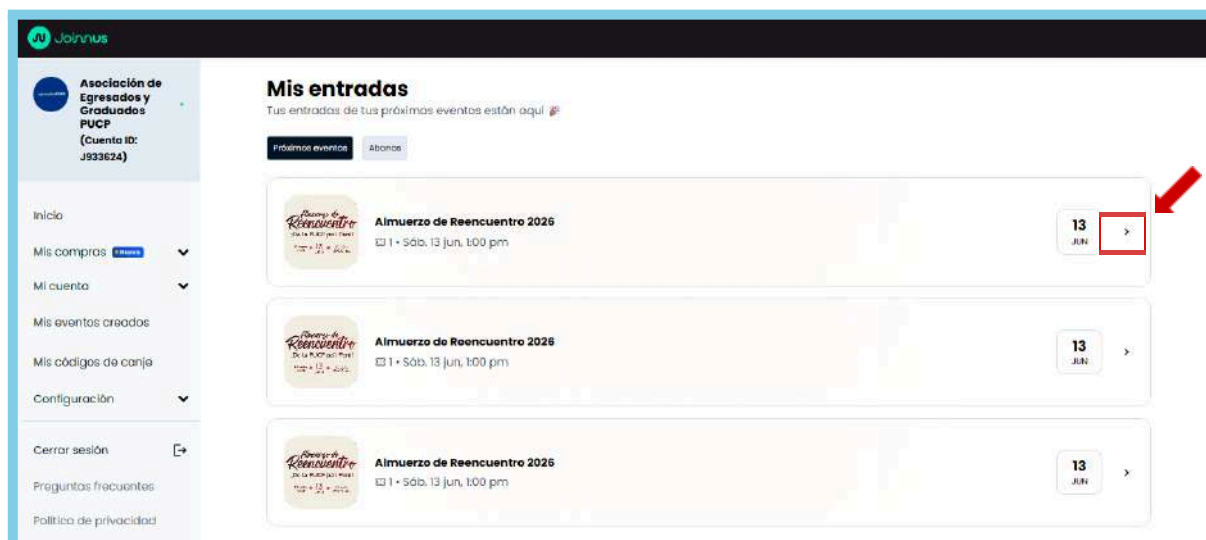 Joinnus
Asociación de
Egresados y
Graduados
PUCP
(Cuenta ID:
J933624)
Inicio
Mis compras
Mi cuenta
Mis eventos creados
Mis códigos de canje
Configuración
Cerrar sesión
Preguntas frecuentes
Política de privacidad
Mis entradas
Tus entradas de tus próximos eventos están aquí
Próximos eventos
Abonos
Reencuentro
Almuerzo de Reencuentro 2026
1 • Sáb. 13 jun, 1:00 pm
13
JUN
Reencuentro
Almuerzo de Reencuentro 2026
1 • Sáb. 13 jun, 1:00 pm
13
JUN
Reencuentro
Almuerzo de Reencuentro 2026
1 • Sáb. 13 jun, 1:00 pm
13
JUN